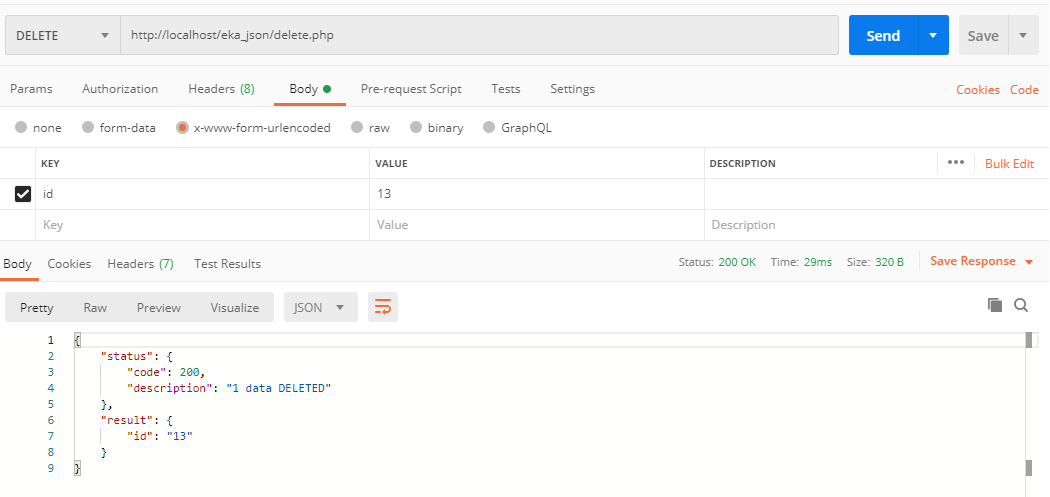 DELETE http://localhost/eka_json/delete.php Send Save
Params Authorization Headers (8) Body Pre-request Script Tests Settings Cookies Code
none form-data x-www-form-urlencoded raw binary GraphQL
KEY VALUE DESCRIPTION ••• Bulk Edit
id 13
Key Value Description
Body Cookies Headers (7) Test Results Status: 200 OK Time: 29ms Size: 320 B Save Response
Pretty Raw Preview Visualize JSON
1 {
2 "status": {
3 "code": 200,
4 "description": "1 data DELETED"
5 },
6 "result": {
7 "id": "13"
8 }
9 }